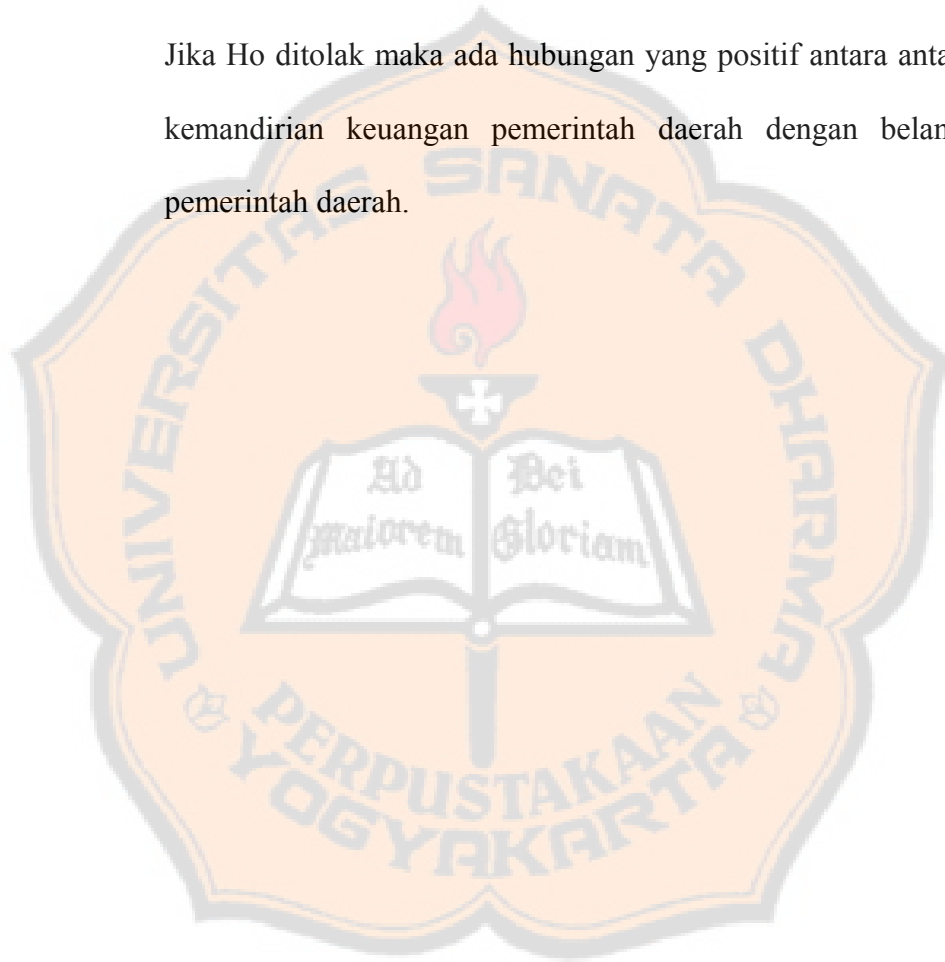 Jika Ho ditolak maka ada hubungan yang positif antara anta
kemandirian keuangan pemerintah daerah dengan belan
pemerintah daerah.
UNIVERSITAS SANATA DHARMA
Ad Dei
Maiorem Gloriam
PERPUSTAKAAN
YOGYAKARTA